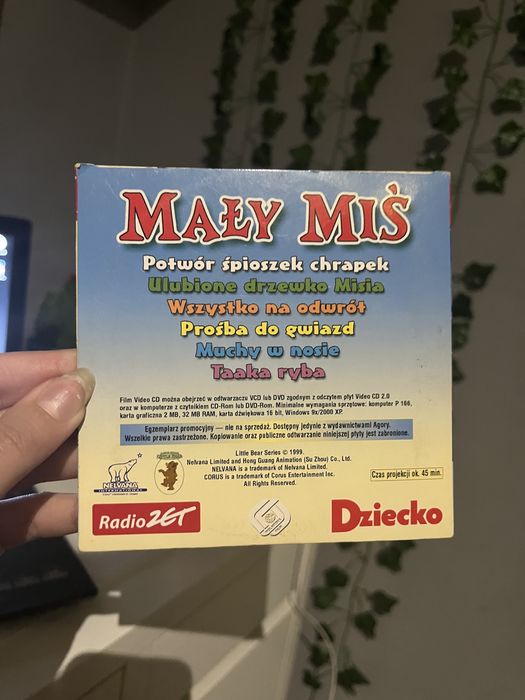 MAŁY MIŚ
Potwór śpioszek chrapek
Ulubione drzewko Misia
Wszystko na odwrót
Prośba do gwiazd
Muchy w nosie
Taaka ryba
Film Video CD można obejrzeć w odtwarzaczu VCD lub DVD zgodnym z odczytem płyt Video CD 2.0
oraz w komputerze z czytnikiem CD-Rom lub DVD-Rom. Minimalne wymagania sprzętowe: komputer P 166,
karta graficzna 2 MB, 32 MB RAM, karta dźwiękowa 16 bit, Windows 9x/2000 XP.
Egzemplarz promocyjny — nie na sprzedaż. Dostępny jedynie z wydawnictwami Agory.
Wszelkie prawa zastrzeżone. Kopiowanie oraz publiczne odtwarzanie niniejszej płyty jest zabronione.
Little Bear Series © 1999.
Nelvana Limited and Hong Guang Animation (Su Zhou) Co., Ltd.
NELVANA is a trademark of Nelvana Limited.
CORUS is a trademark of Corus Entertainment Inc.
All Rights Reserved.
NELVANA
INTERNATIONAL
Czas projekcji ok. 45 min.
Radio ZET
Dziecko